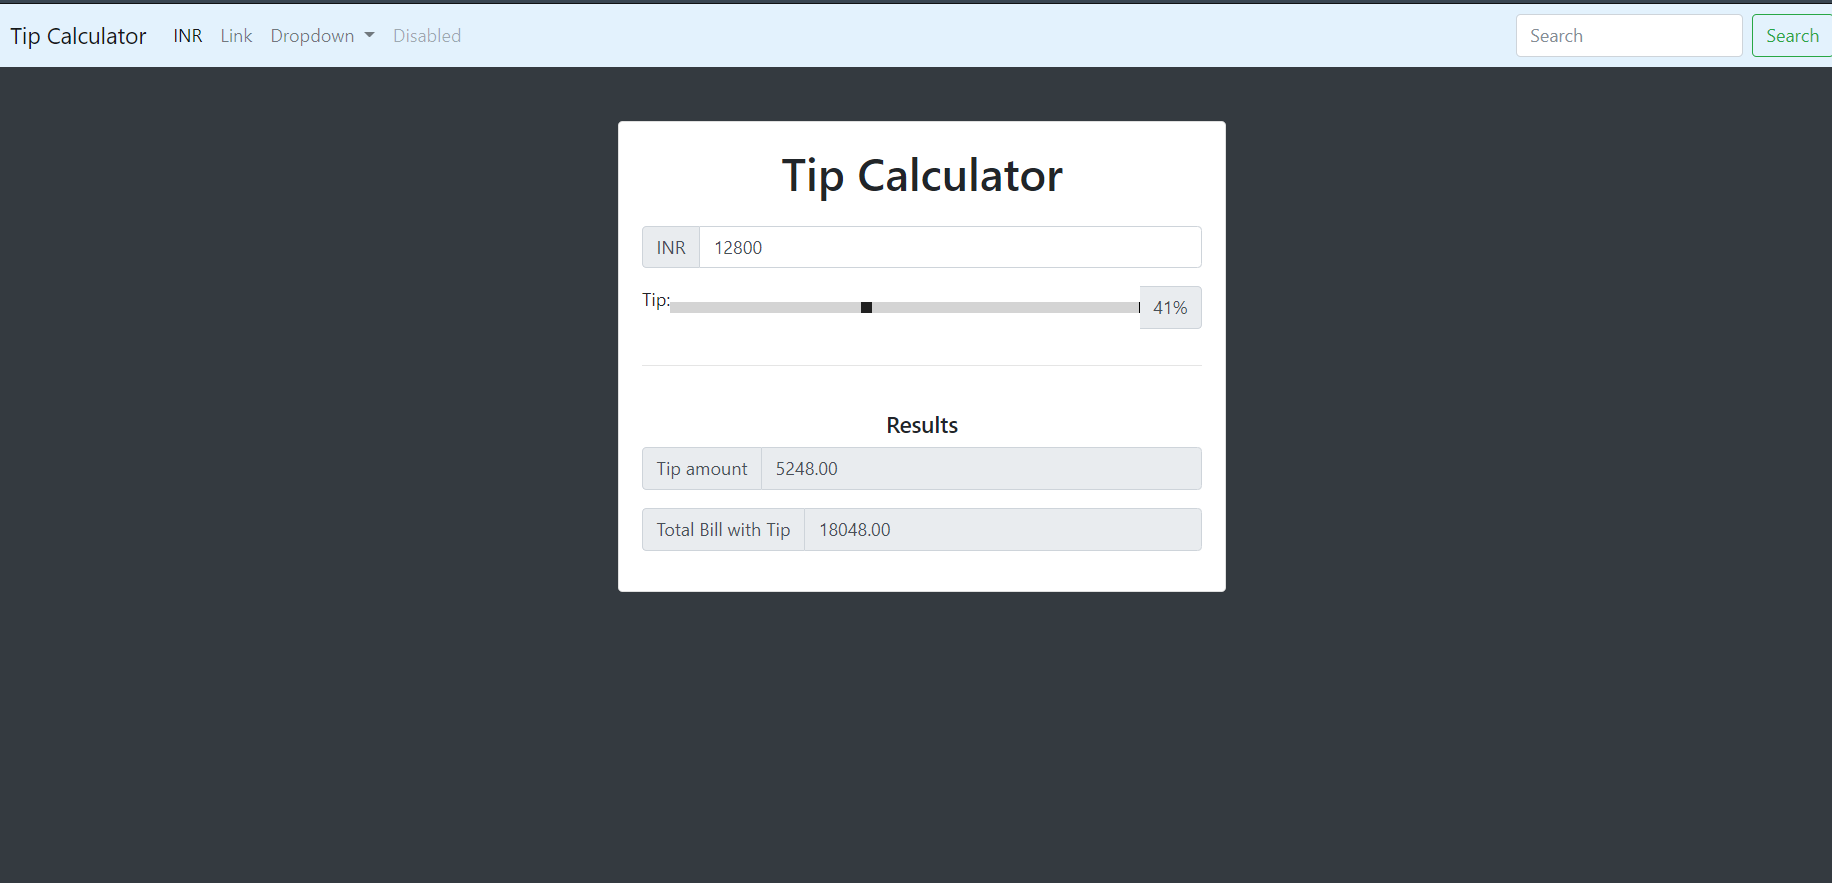 Tip Calculator INR Link Dropdown Disabled Search Search
Tip Calculator
INR 12800
Tip: 41%
Results
Tip amount 5248.00
Total Bill with Tip 18048.00